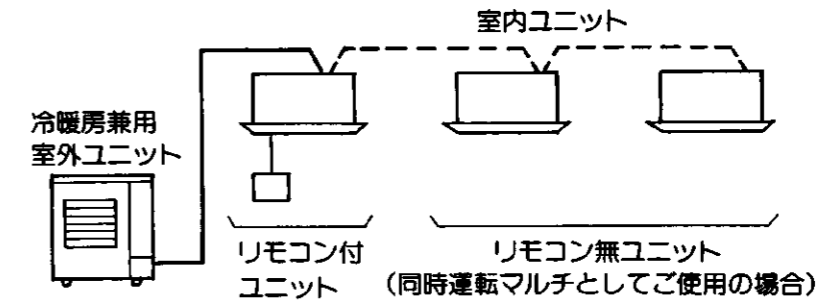 室内ユニット
冷暖房兼用
室外ユニット
リモコン付
ユニット
リモコン無ユニット
（同時運転マルチとしてご使用の場合）